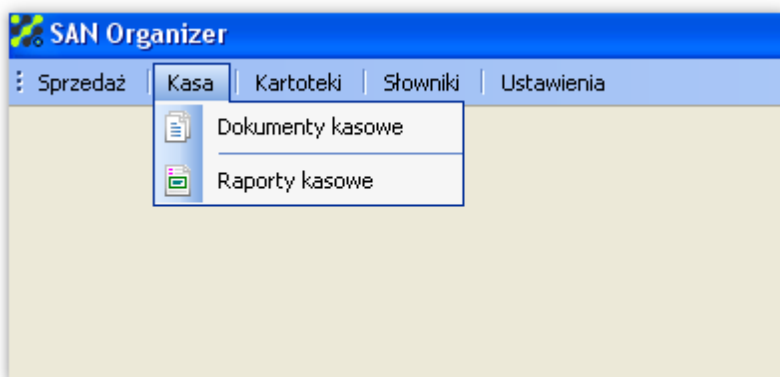 SAN Organizer
Sprzedaż Kasa Kartoteki Słowniki Ustawienia
Dokumenty kasowe
Raporty kasowe